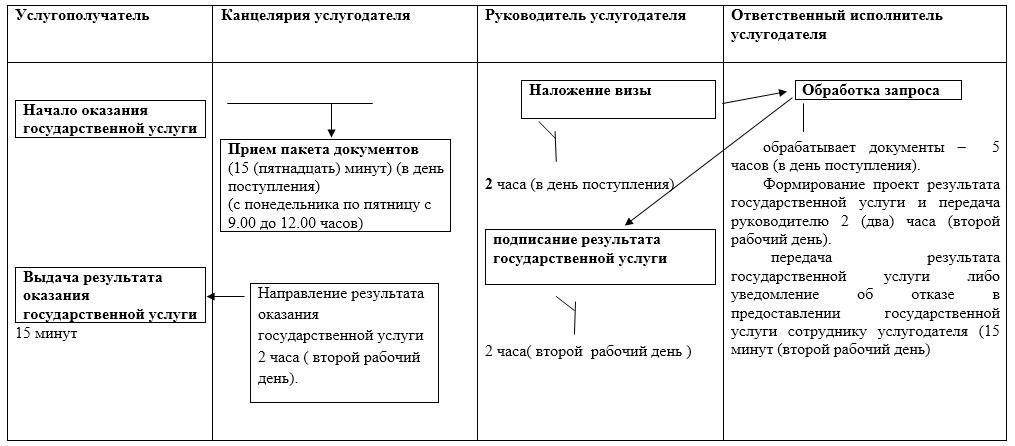 Услугополучатель
Канцелярия услугодателя
Руководитель услугодателя
Ответственный исполнитель
услугодателя
Начало оказания
государственной услуги
Выдача результата
оказания
государственной услуги
15 минут
Прием пакета документов
(15 (пятнадцать) минут) (в день
поступления)
(с понедельника по пятницу с
9.00 до 12.00 часов)
Направление результата
оказания
государственной услуги
2 часа ( второй рабочий
день).
Наложение визы
2 часа (в день поступления)
подписание результата
государственной услуги
2 часа( второй рабочий день )
Обработка запроса
обрабатывает документы – 5
часов (в день поступления).
Формирование проект результата
государственной услуги и передача
руководителю 2 (два) часа (второй
рабочий день).
передача результата
государственной услуги либо
уведомление об отказе в
предоставлении государственной
услуги сотруднику услугодателя (15
минут (второй рабочий день)